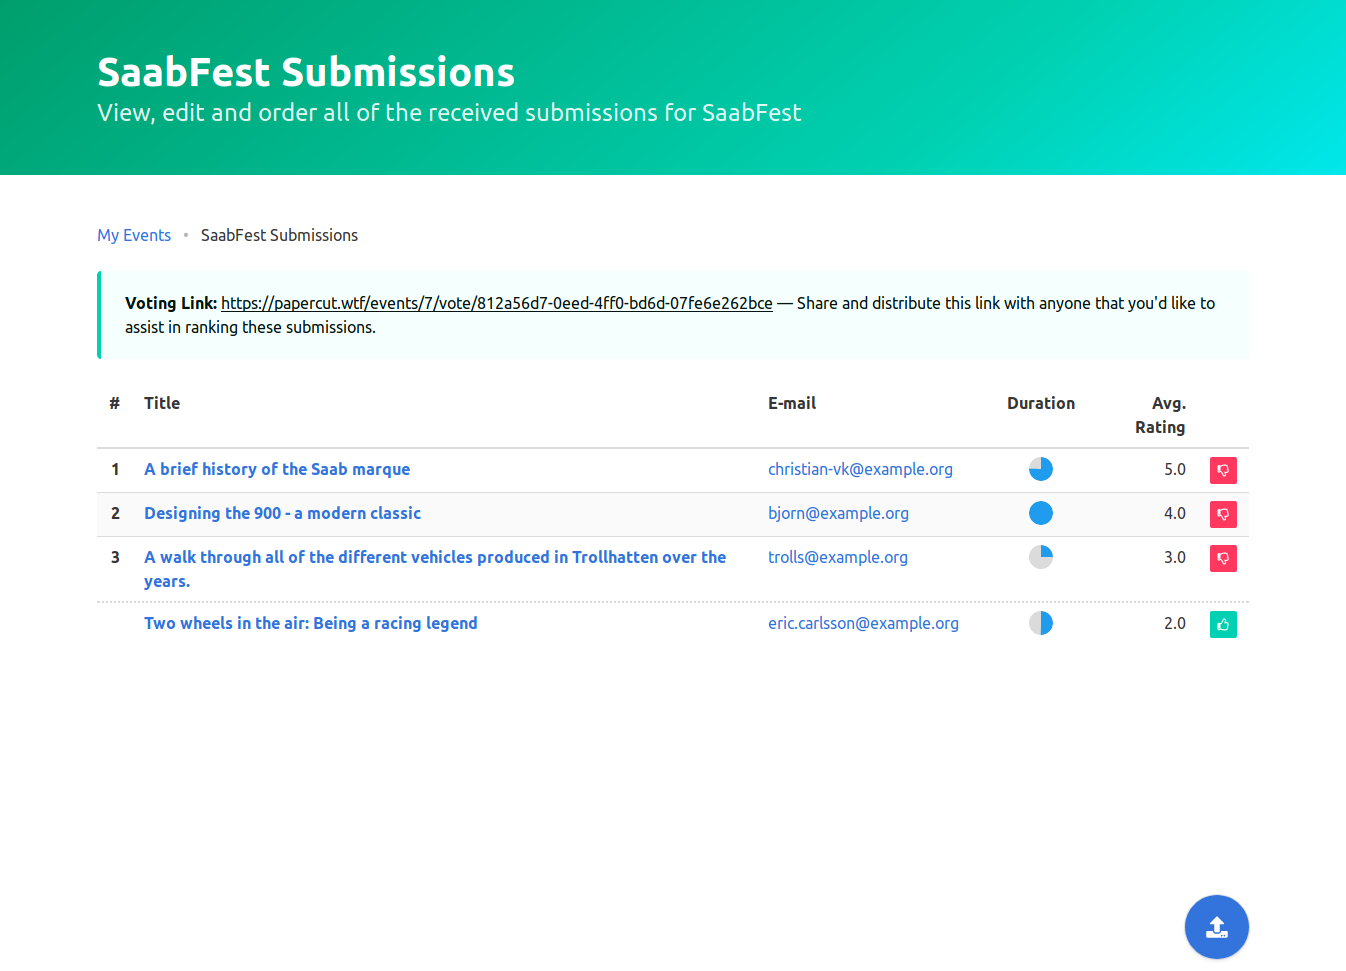 SaabFest Submissions
View, edit and order all of the received submissions for SaabFest
My Events • SaabFest Submissions
Voting Link: https://papercut.wtf/events/7/vote/812a56d7-0eed-4ff0-bd6d-07fe6e262bce — Share and distribute this link with anyone that you'd like to
assist in ranking these submissions.
# Title E-mail Duration Avg.
Rating
1 A brief history of the Saab marque christian-vk@example.org 5.0
2 Designing the 900 - a modern classic bjorn@example.org 4.0
3 A walk through all of the different vehicles produced in Trollhatten over the trolls@example.org 3.0
years.
Two wheels in the air: Being a racing legend eric.carlsson@example.org 2.0